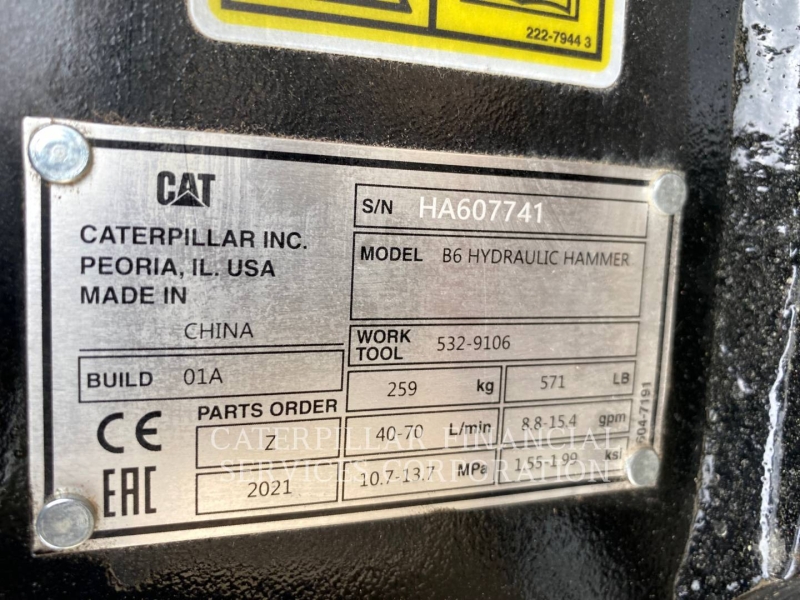 222-7944 3
CAT
CATERPILLAR INC.
PEORIA, IL. USA
MADE IN
CHINA
BUILD 01A
S/N HA607741
MODEL B6 HYDRAULIC HAMMER
WORK TOOL 532-9106
259 kg 571 LB
PARTS ORDER
Z 40-70 L/min 8.8-15.4 gpm
2021 10.7-13.7 MPa 1.55-1.99 ksi
CE
EAC
504-7191
CATERPILLAR FINANCIAL
SERVICES CORPORATION